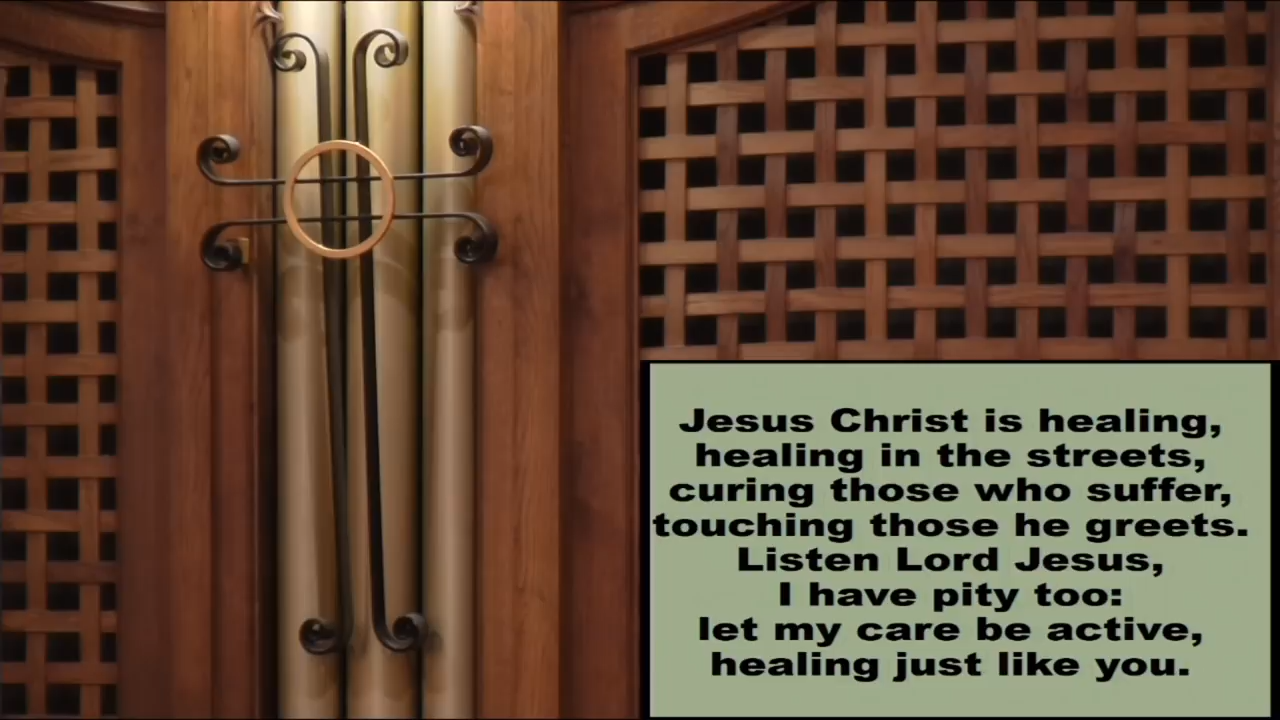 Jesus Christ is healing,
healing in the streets,
curing those who suffer,
touching those he greets.
Listen Lord Jesus,
I have pity too:
let my care be active,
healing just like you.